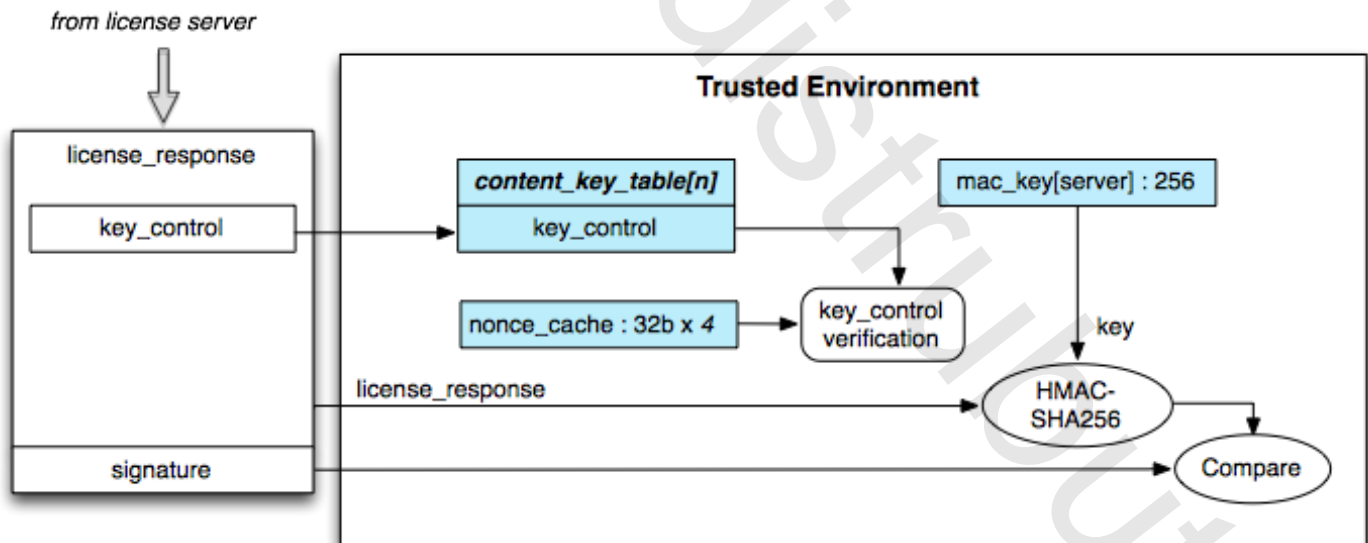 from license server
Trusted Environment
license_response
key_control
content_key_table[n]
key_control
mac_key[server] : 256
nonce_cache : 32b x 4
key_control
verification
key
license_response
HMAC-
SHA256
signature
Compare